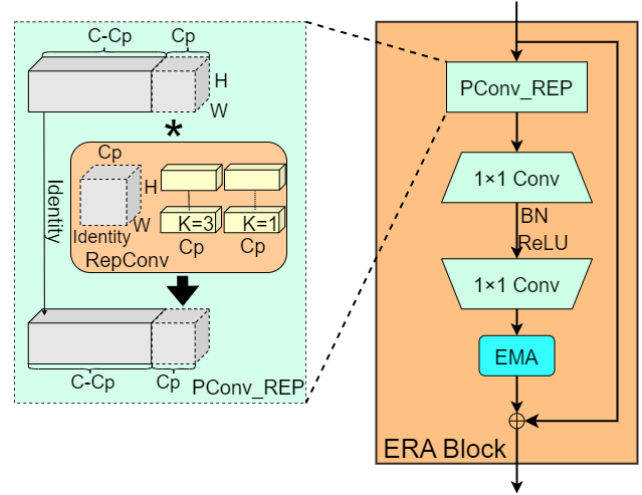 C-Cp
Cp
H
W
*
Cp
H
W
Identity
K=3
K=1
Cp
Cp
RepConv
Identity
C-Cp
Cp
PConv_REP
PConv_REP
1×1 Conv
BN
ReLU
1×1 Conv
EMA
ERA Block